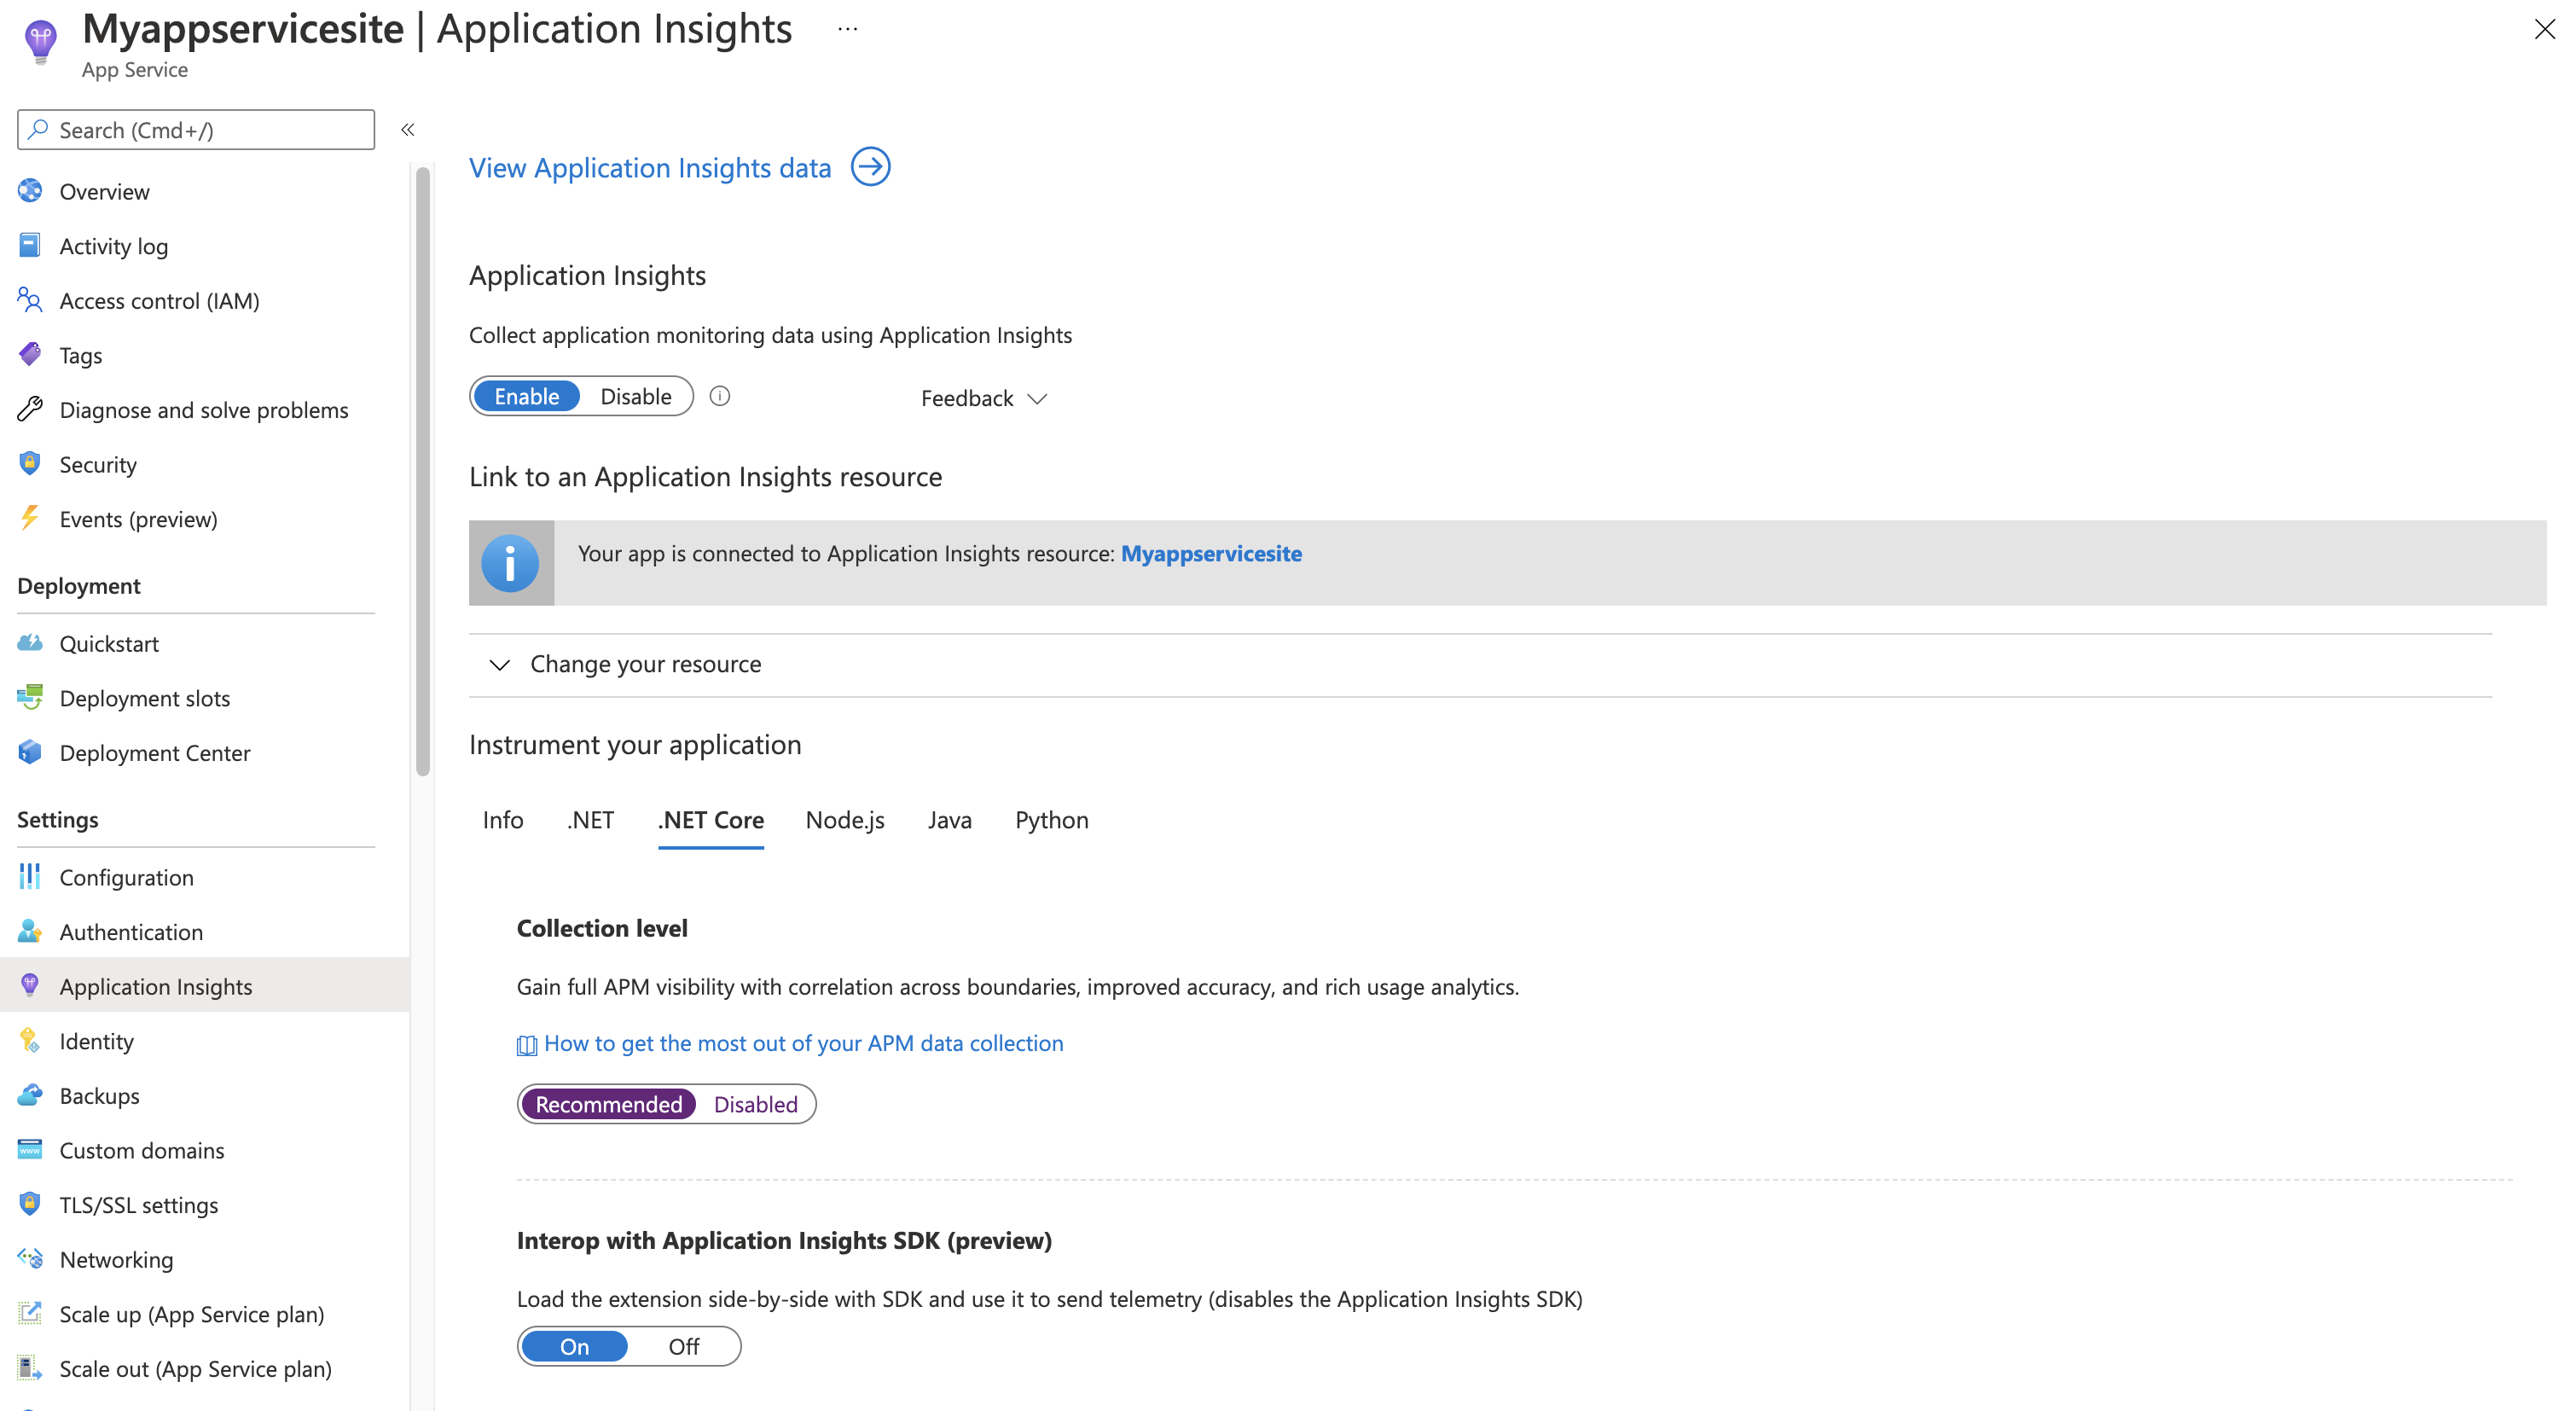 Myappservicesite | Application Insights ...
App Service
Search (Cmd+/)
«
Overview
Activity log
Access control (IAM)
Tags
Diagnose and solve problems
Security
Events (preview)
Deployment
Quickstart
Deployment slots
Deployment Center
Settings
Configuration
Authentication
Application Insights
Identity
Backups
Custom domains
TLS/SSL settings
Networking
Scale up (App Service plan)
Scale out (App Service plan)
View Application Insights data
Application Insights
Collect application monitoring data using Application Insights
Enable Disable
Feedback
Link to an Application Insights resource
Your app is connected to Application Insights resource: Myappservicesite
Change your resource
Instrument your application
Info .NET .NET Core Node.js Java Python
Collection level
Gain full APM visibility with correlation across boundaries, improved accuracy, and rich usage analytics.
How to get the most out of your APM data collection
Recommended Disabled
Interop with Application Insights SDK (preview)
Load the extension side-by-side with SDK and use it to send telemetry (disables the Application Insights SDK)
On Off